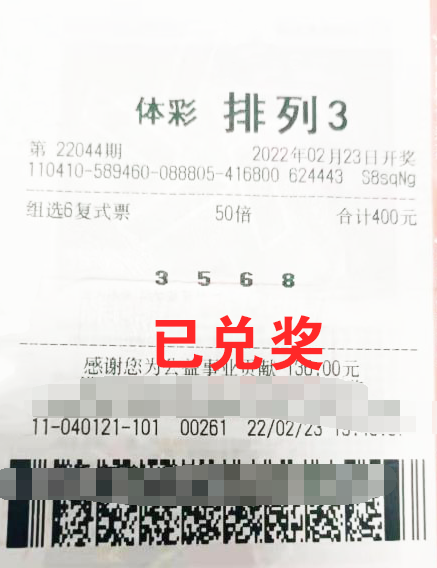 体彩 排列3
第 22044期 2022年02月23日开奖
110410-589460-088805-416800 624443 S8sqNg
组选6复式票 50倍 合计400元
3 5 6 8
已兑奖
感谢您为公益事业贡献 136.00元
11-040121-101 00261 22/02/23